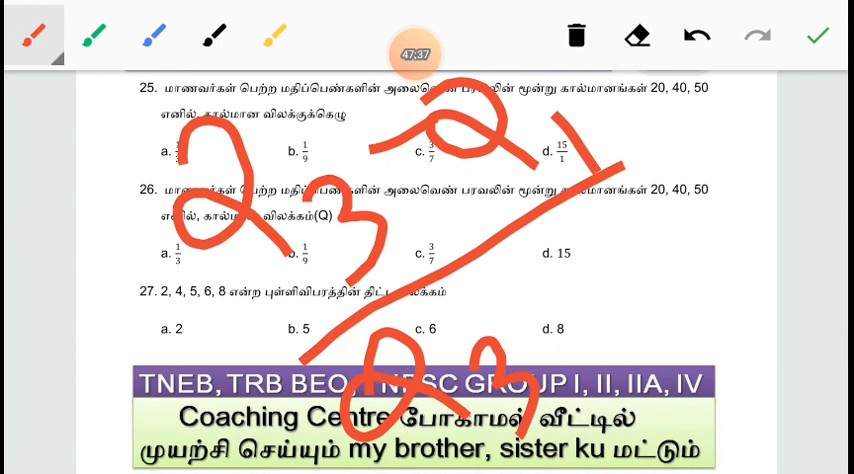 47:37
25. மாணவர்கள் பெற்ற மதிப்பெண்களின் அலைவெண் பரவலின் மூன்று கால்மானங்கள் 20, 40, 50
எனில், கால்மான விலக்குக்கெழு
a. 1/3 b. 1/9 c. 3/7 d. 15/1
26. மாணவர்கள் பெற்ற மதிப்பெண்களின் அலைவெண் பரவலின் மூன்று கால்மானங்கள் 20, 40, 50
எனில், கால்மான விலக்கம்(Q)
a. 1/3 b. 1/9 c. 3/7 d. 15
27. 2, 4, 5, 6, 8 என்ற புள்ளிவிபரத்தின் திட்ட விலக்கம்
a. 2 b. 5 c. 6 d. 8
TNEB, TRB BEO, TNPSC GROUP I, II, IIA, IV
Coaching Centre போகாமல் வீட்டில்
முயற்சி செய்யும் my brother, sister ku மட்டும்